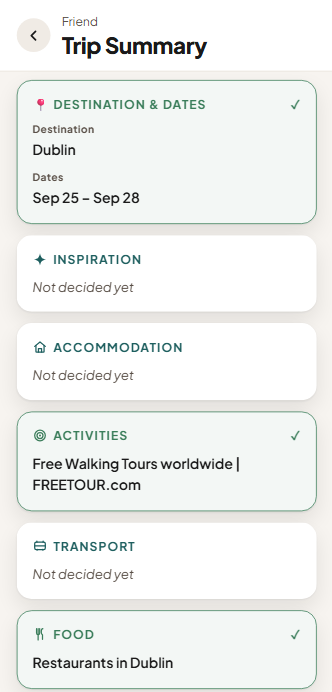 Friend
Trip Summary
DESTINATION & DATES
Destination
Dublin
Dates
Sep 25 – Sep 28
INSPIRATION
Not decided yet
ACCOMMODATION
Not decided yet
ACTIVITIES
Free Walking Tours worldwide |
FREETOUR.com
TRANSPORT
Not decided yet
FOOD
Restaurants in Dublin